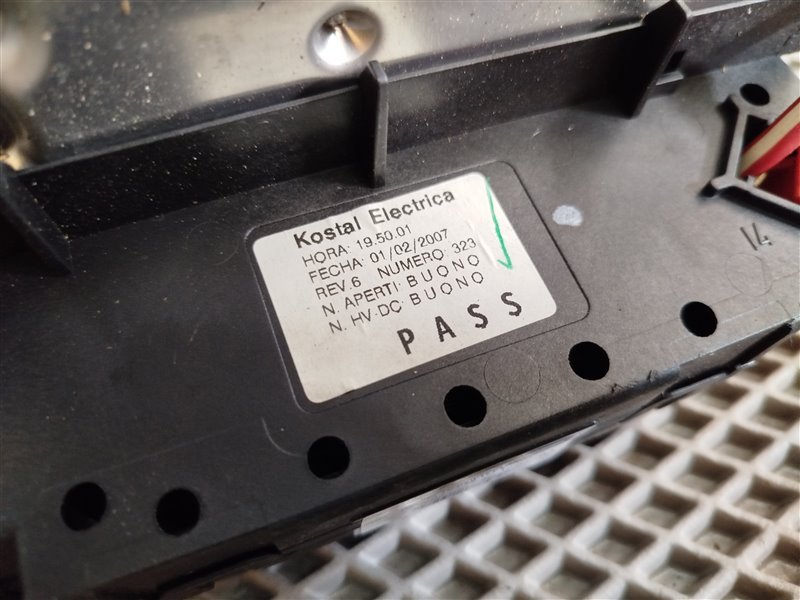 Kostal Electrica
HORA: 19.50.01
FECHA: 01/02/2007
REV.6 NUMERO: 323
N. APERTI: BUONO
N. HV-DC: BUONO
PASS
14